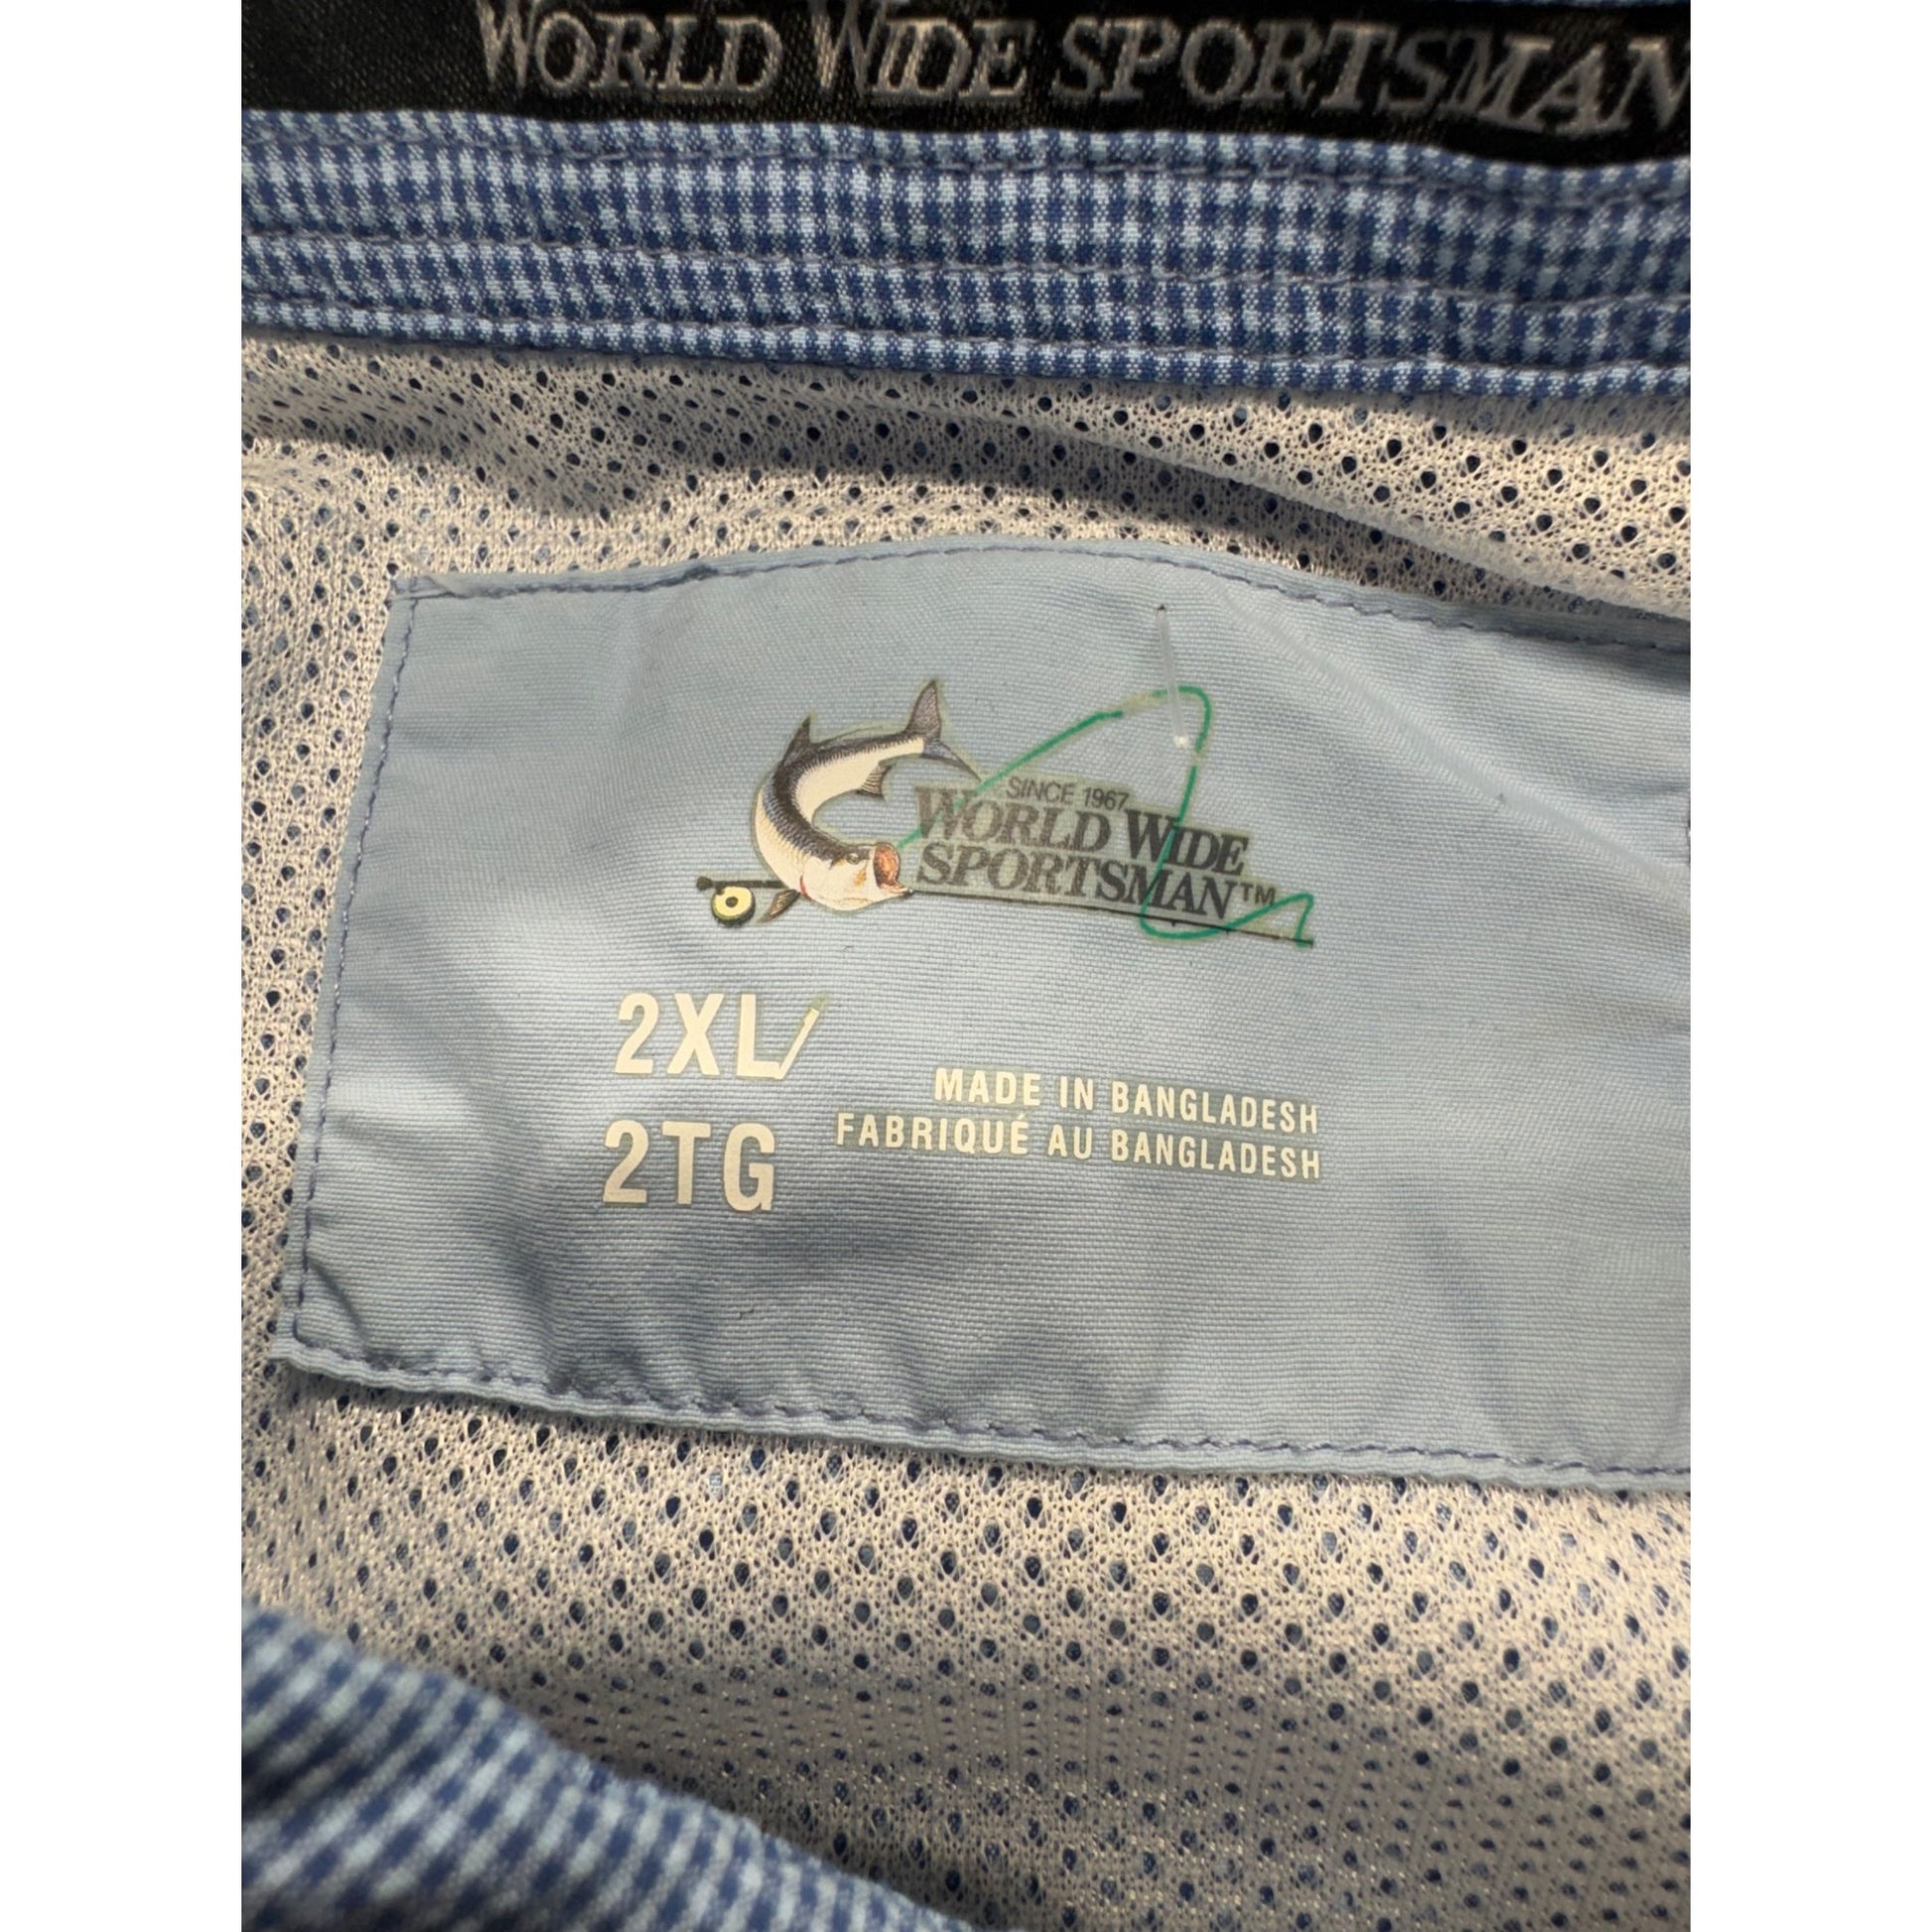 WORLD WIDE SPORTSMAN
SINCE 1967
WORLD WIDE
SPORTSMAN™
2XL/
2TG
MADE IN BANGLADESH
FABRIQUÉ AU BANGLADESH